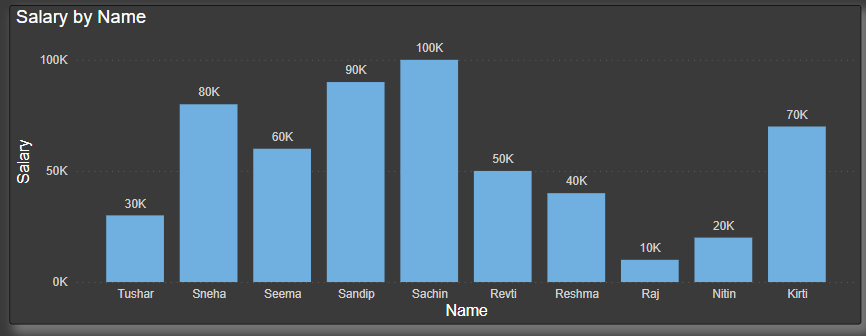 Salary by Name
100K
100K
90K
80K
70K
60K
50K
50K
40K
30K
20K
10K
0K
Salary
Tushar Sneha Seema Sandip Sachin Revti Reshma Raj Nitin Kirti
Name